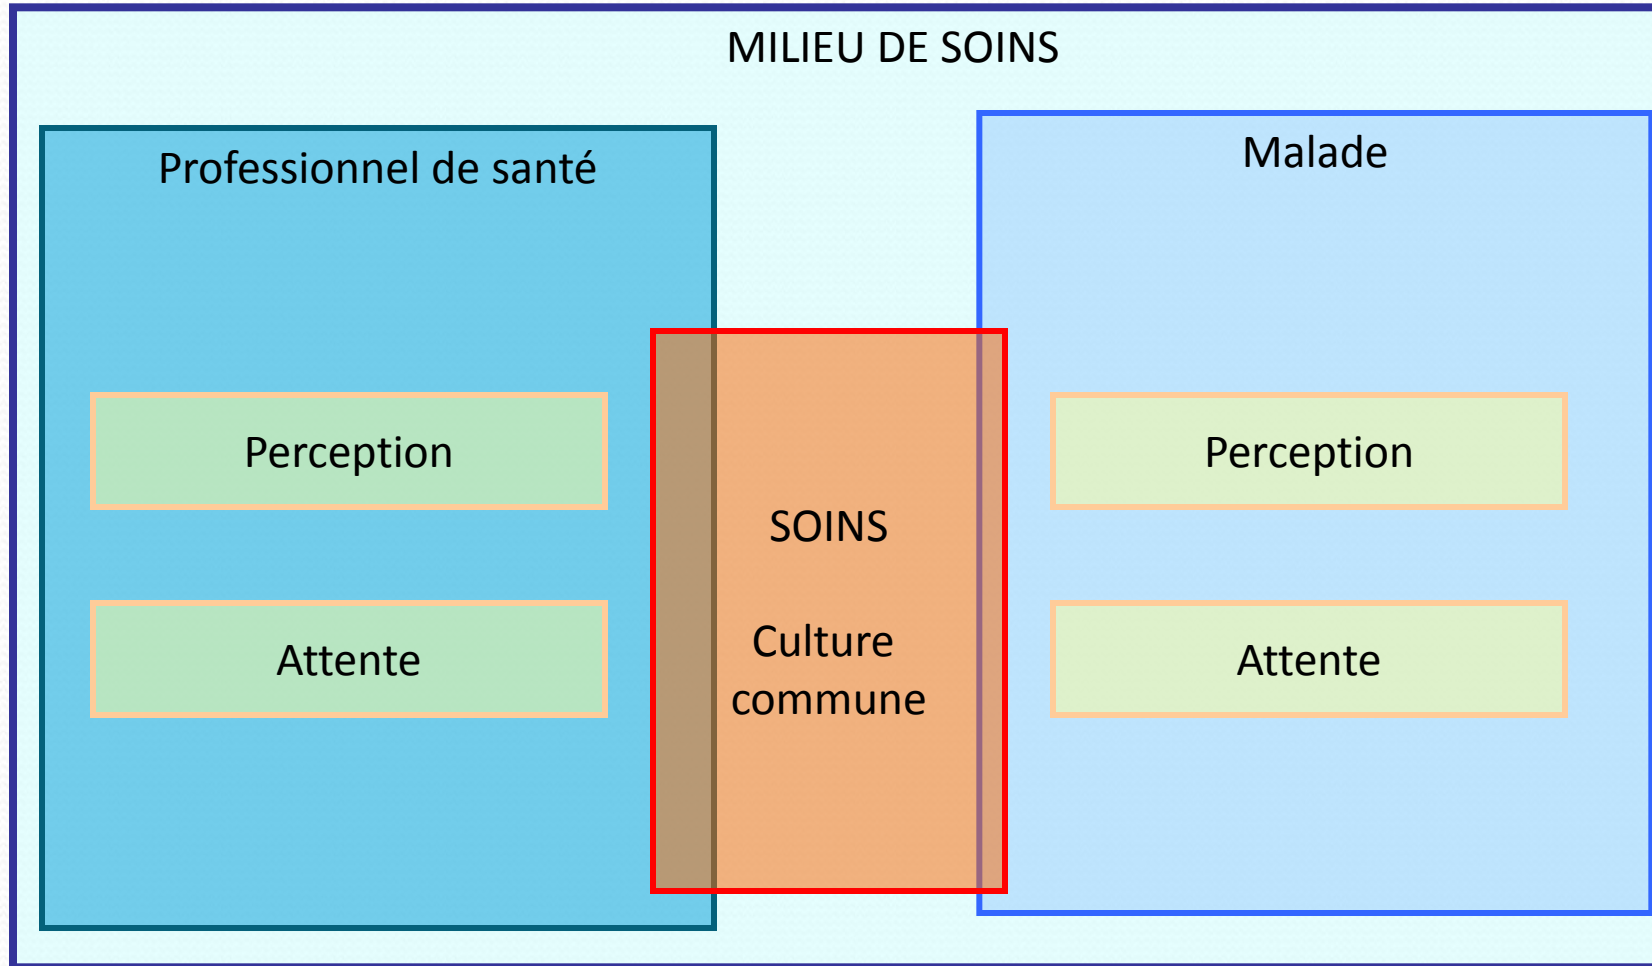 MILIEU DE SOINS
Professionnel de santé
Perception
Attente
SOINS
Culture
commune
Malade
Perception
Attente